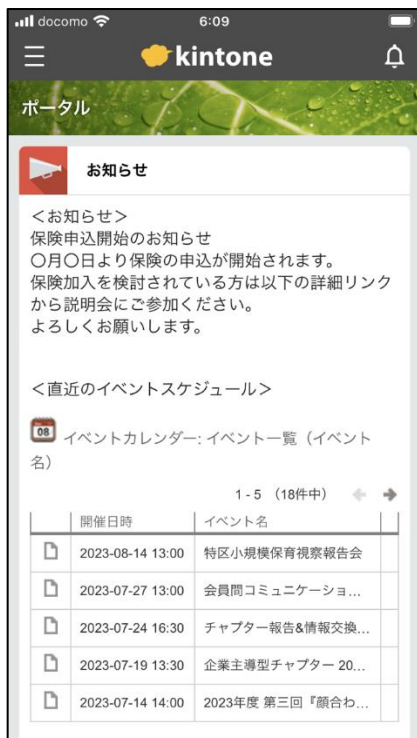 docomo 6:09
kintone
ポータル
お知らせ
＜お知らせ＞
保険申込開始のお知らせ
〇月〇日より保険の申込が開始されます。
保険加入を検討されている方は以下の詳細リンク
から説明会にご参加ください。
よろしくお願いします。
＜直近のイベントスケジュール＞
08 イベントカレンダー: イベント一覧（イベント
名）
1 - 5 （18件中）
開催日時 イベント名
2023-08-14 13:00 特区小規模保育視察報告会
2023-07-27 13:00 会員間コミュニケーショ...
2023-07-24 16:30 チャプター報告&情報交換...
2023-07-19 13:30 企業主導型チャプター 20...
2023-07-14 14:00 2023年度 第三回『顔合わ...